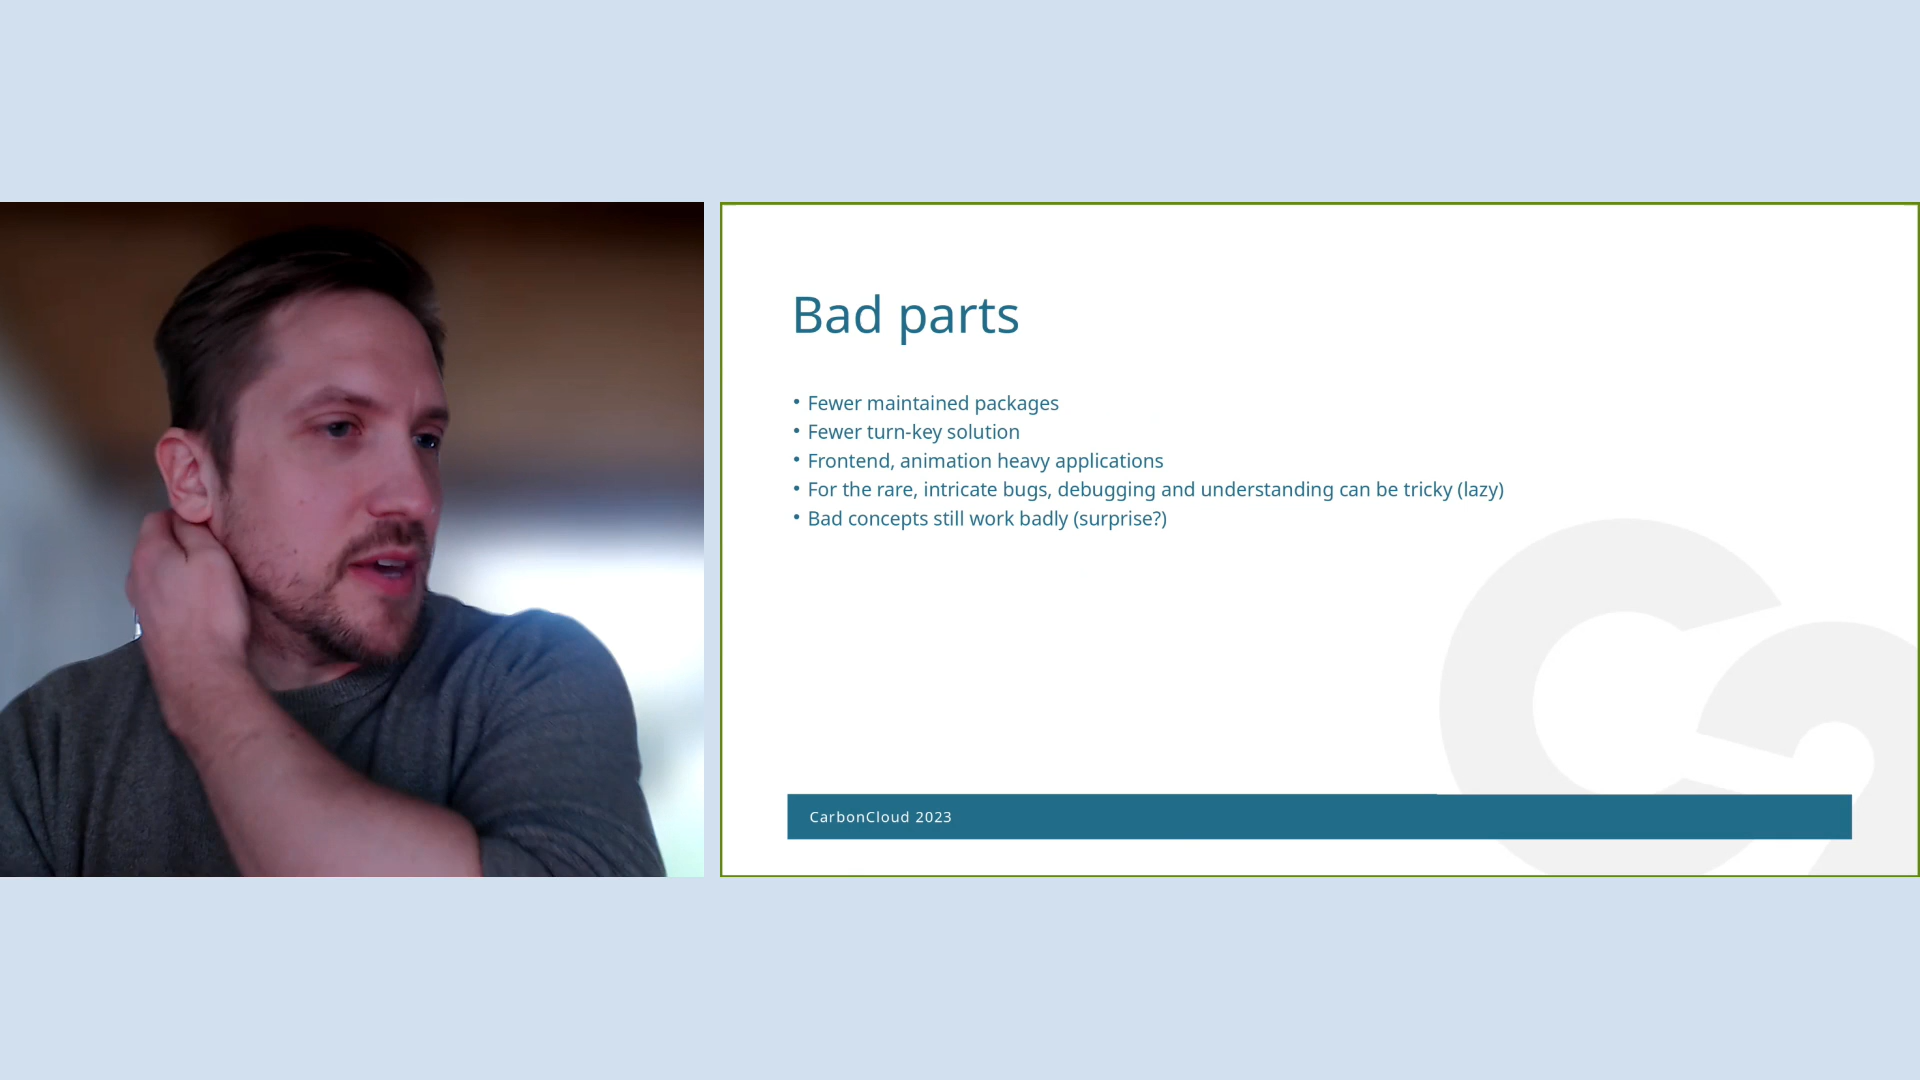 Bad parts
• Fewer maintained packages
• Fewer turn-key solution
• Frontend, animation heavy applications
• For the rare, intricate bugs, debugging and understanding can be tricky (lazy)
• Bad concepts still work badly (surprise?)
CarbonCloud 2023